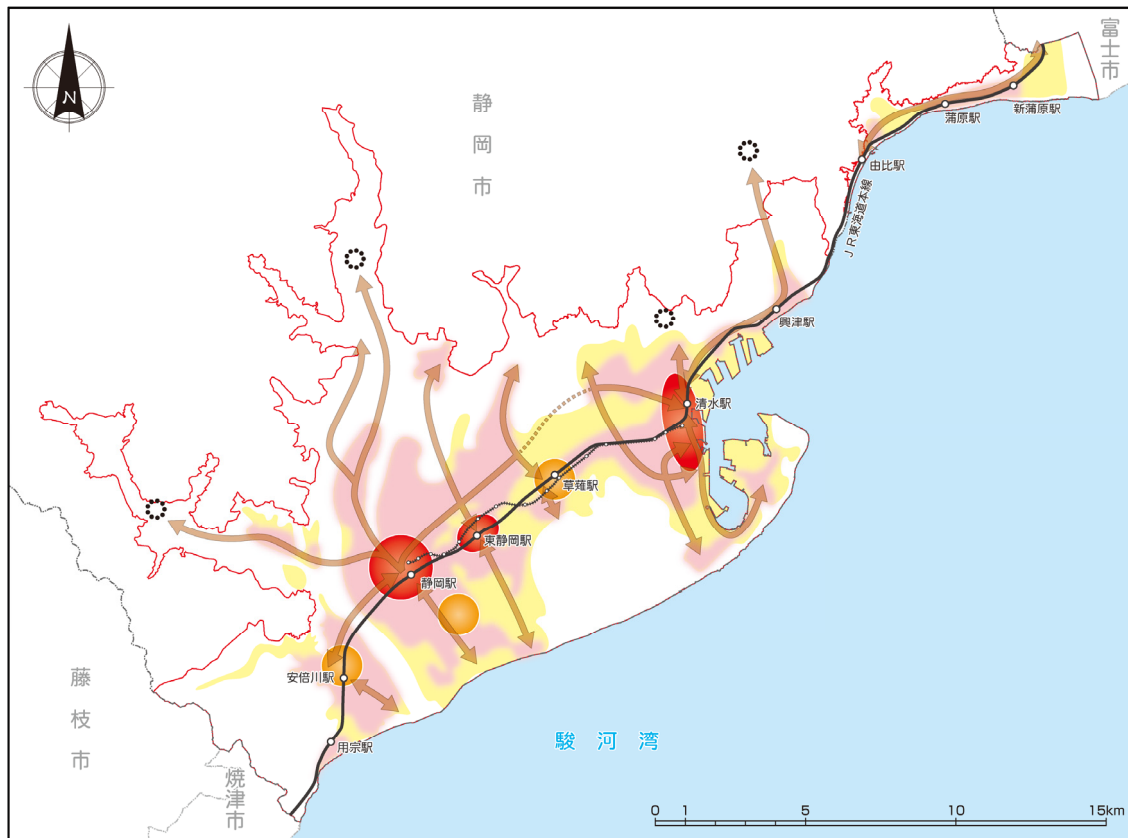 N
静岡市
富士市
新蒲原駅
蒲原駅
由比駅
JR東海道本線
興津駅
清水駅
草薙駅
東静岡駅
静岡駅
安倍川駅
用宗駅
藤枝市
焼津市
駿河湾
0 1 5 10 15km